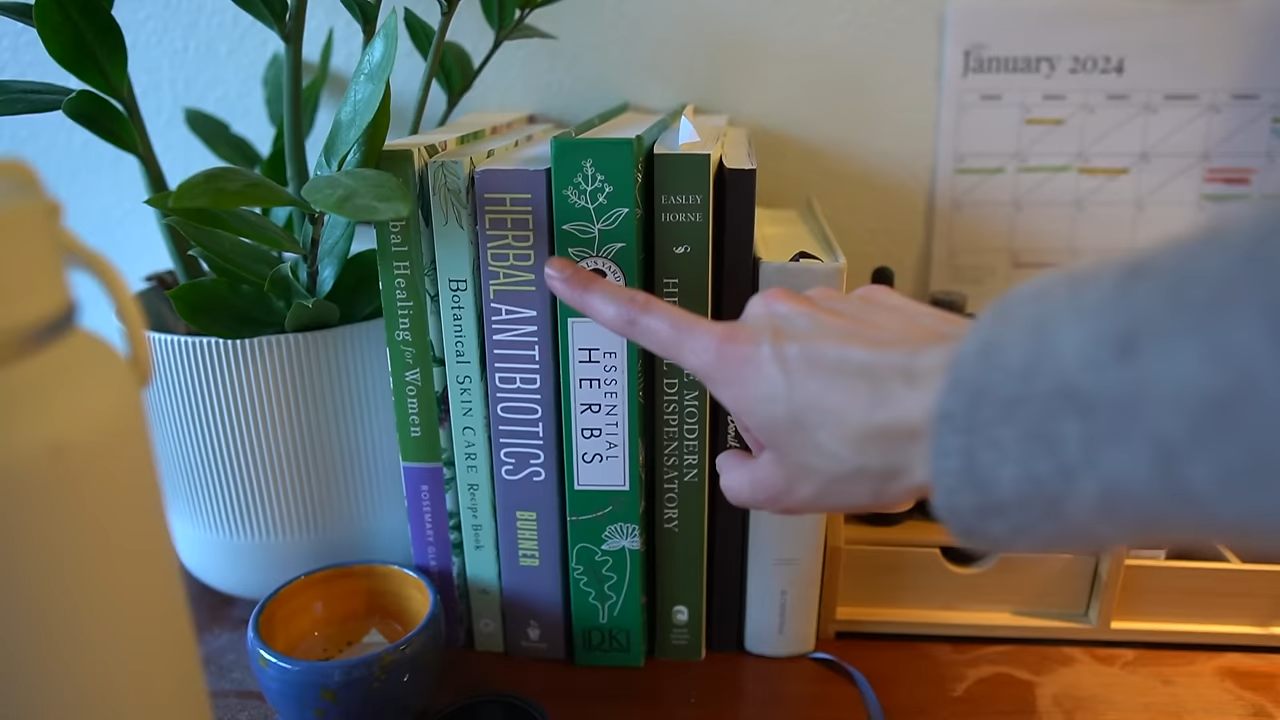 January 2024
bal Healing for Women
ROSEMARY GL
Botanical SKIN CARE Recipe Book
HERBAL ANTIBIOTICS
BUHNER
L'S YARD
ESSENTIAL
HERBS
DK
EASLEY
HORNE
E MODERN
L DISPENSATORY